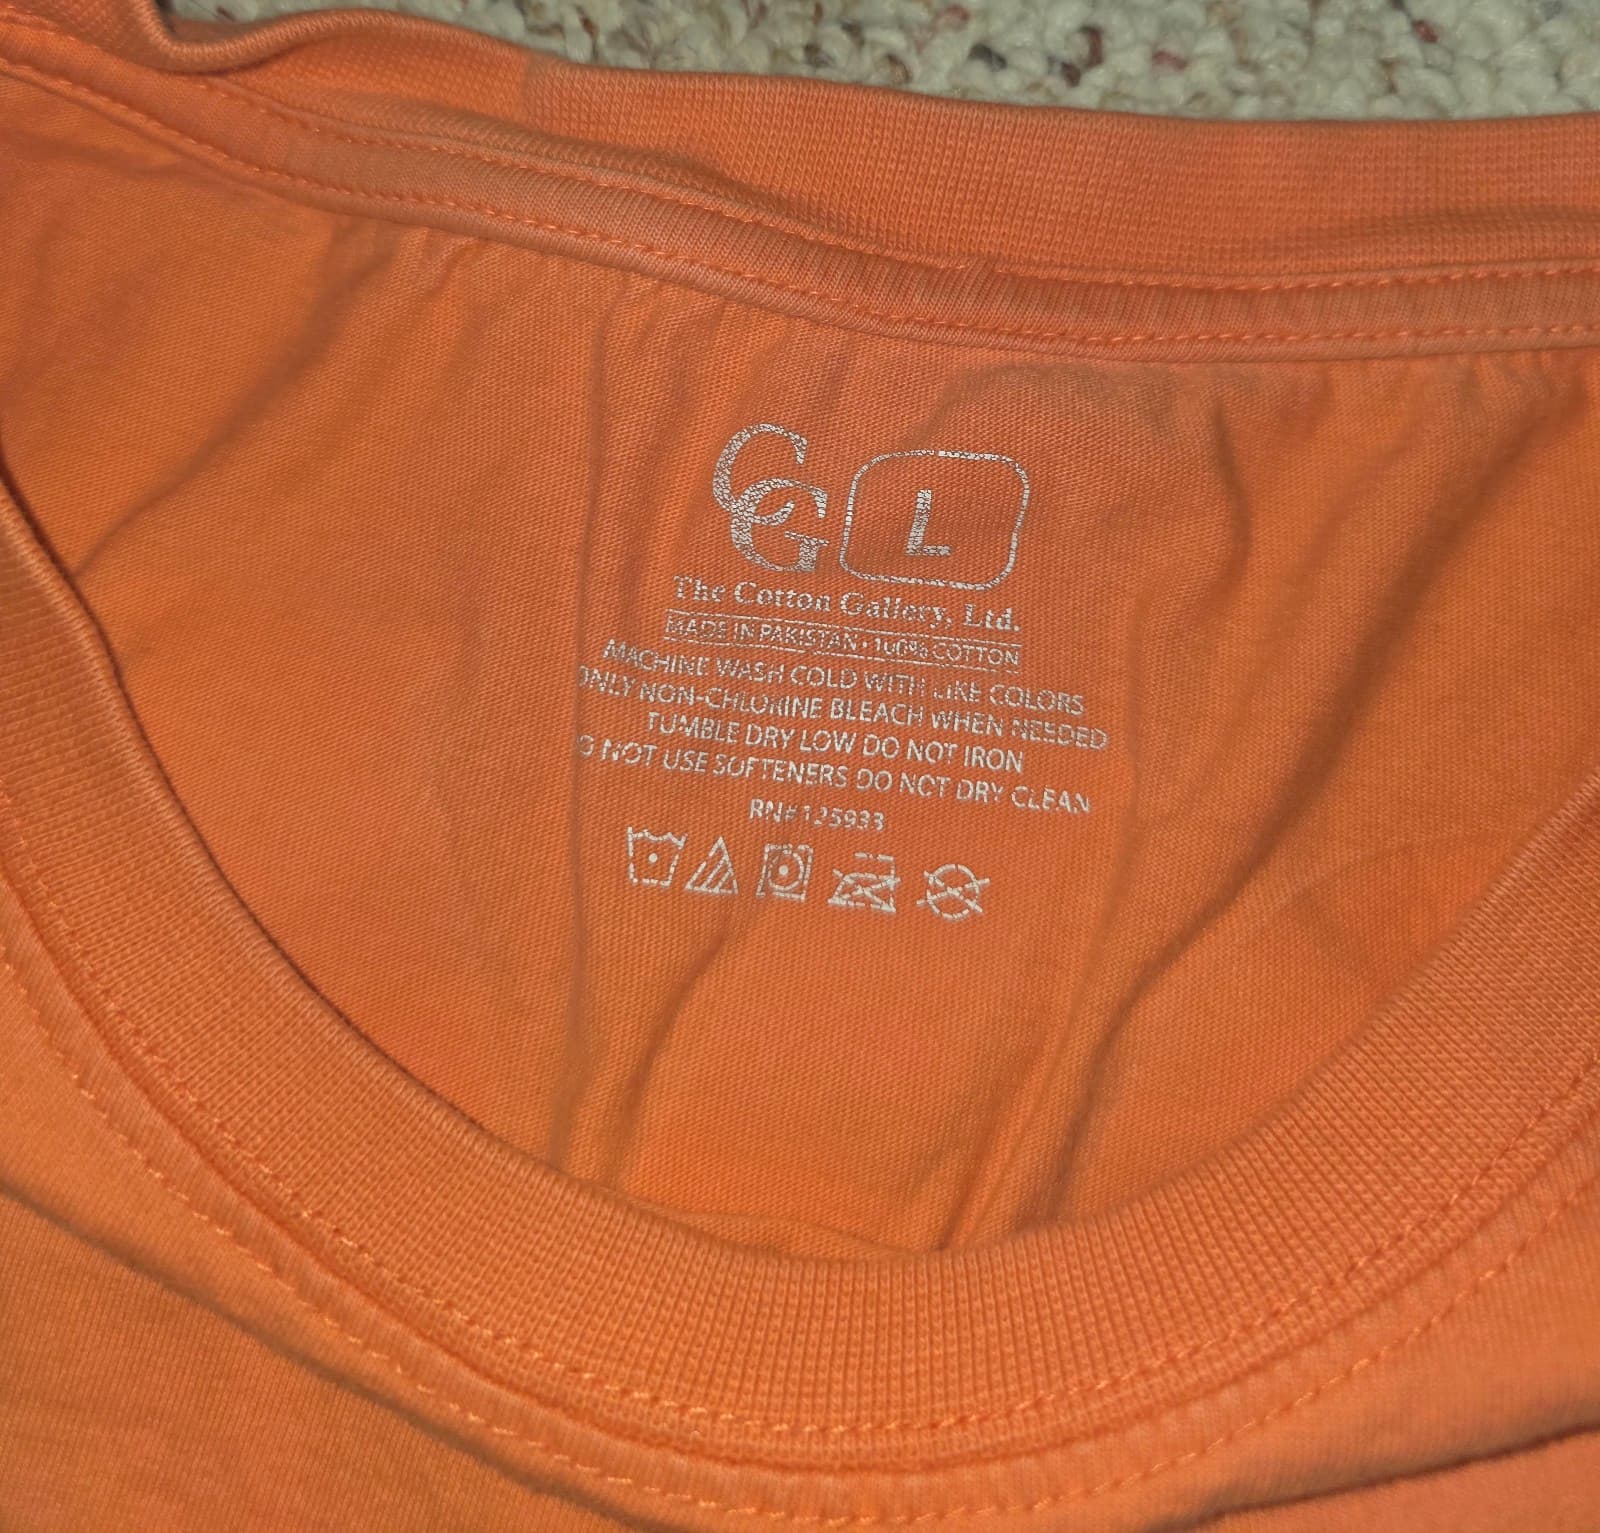 CG L
The Cotton Gallery, Ltd.
MADE IN PAKISTAN • 100% COTTON
MACHINE WASH COLD WITH LIKE COLORS
ONLY NON-CHLORINE BLEACH WHEN NEEDED
TUMBLE DRY LOW DO NOT IRON
O NOT USE SOFTENERS DO NOT DRY CLEAN
RN#125933